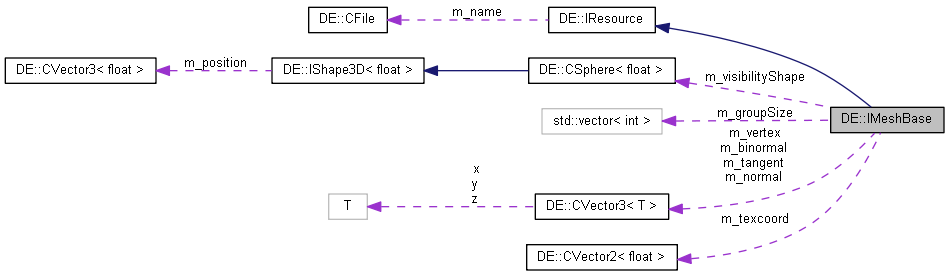 DE::CFile
m_name
DE::IResource
DE::CVector3< float >
m_position
DE::IShape3D< float >
DE::CSphere< float >
m_visibilityShape
std::vector< int >
m_groupSize
DE::IMeshBase
m_vertex
m_binormal
m_tangent
m_normal
T
x
y
z
DE::CVector3< T >
m_texcoord
DE::CVector2< float >